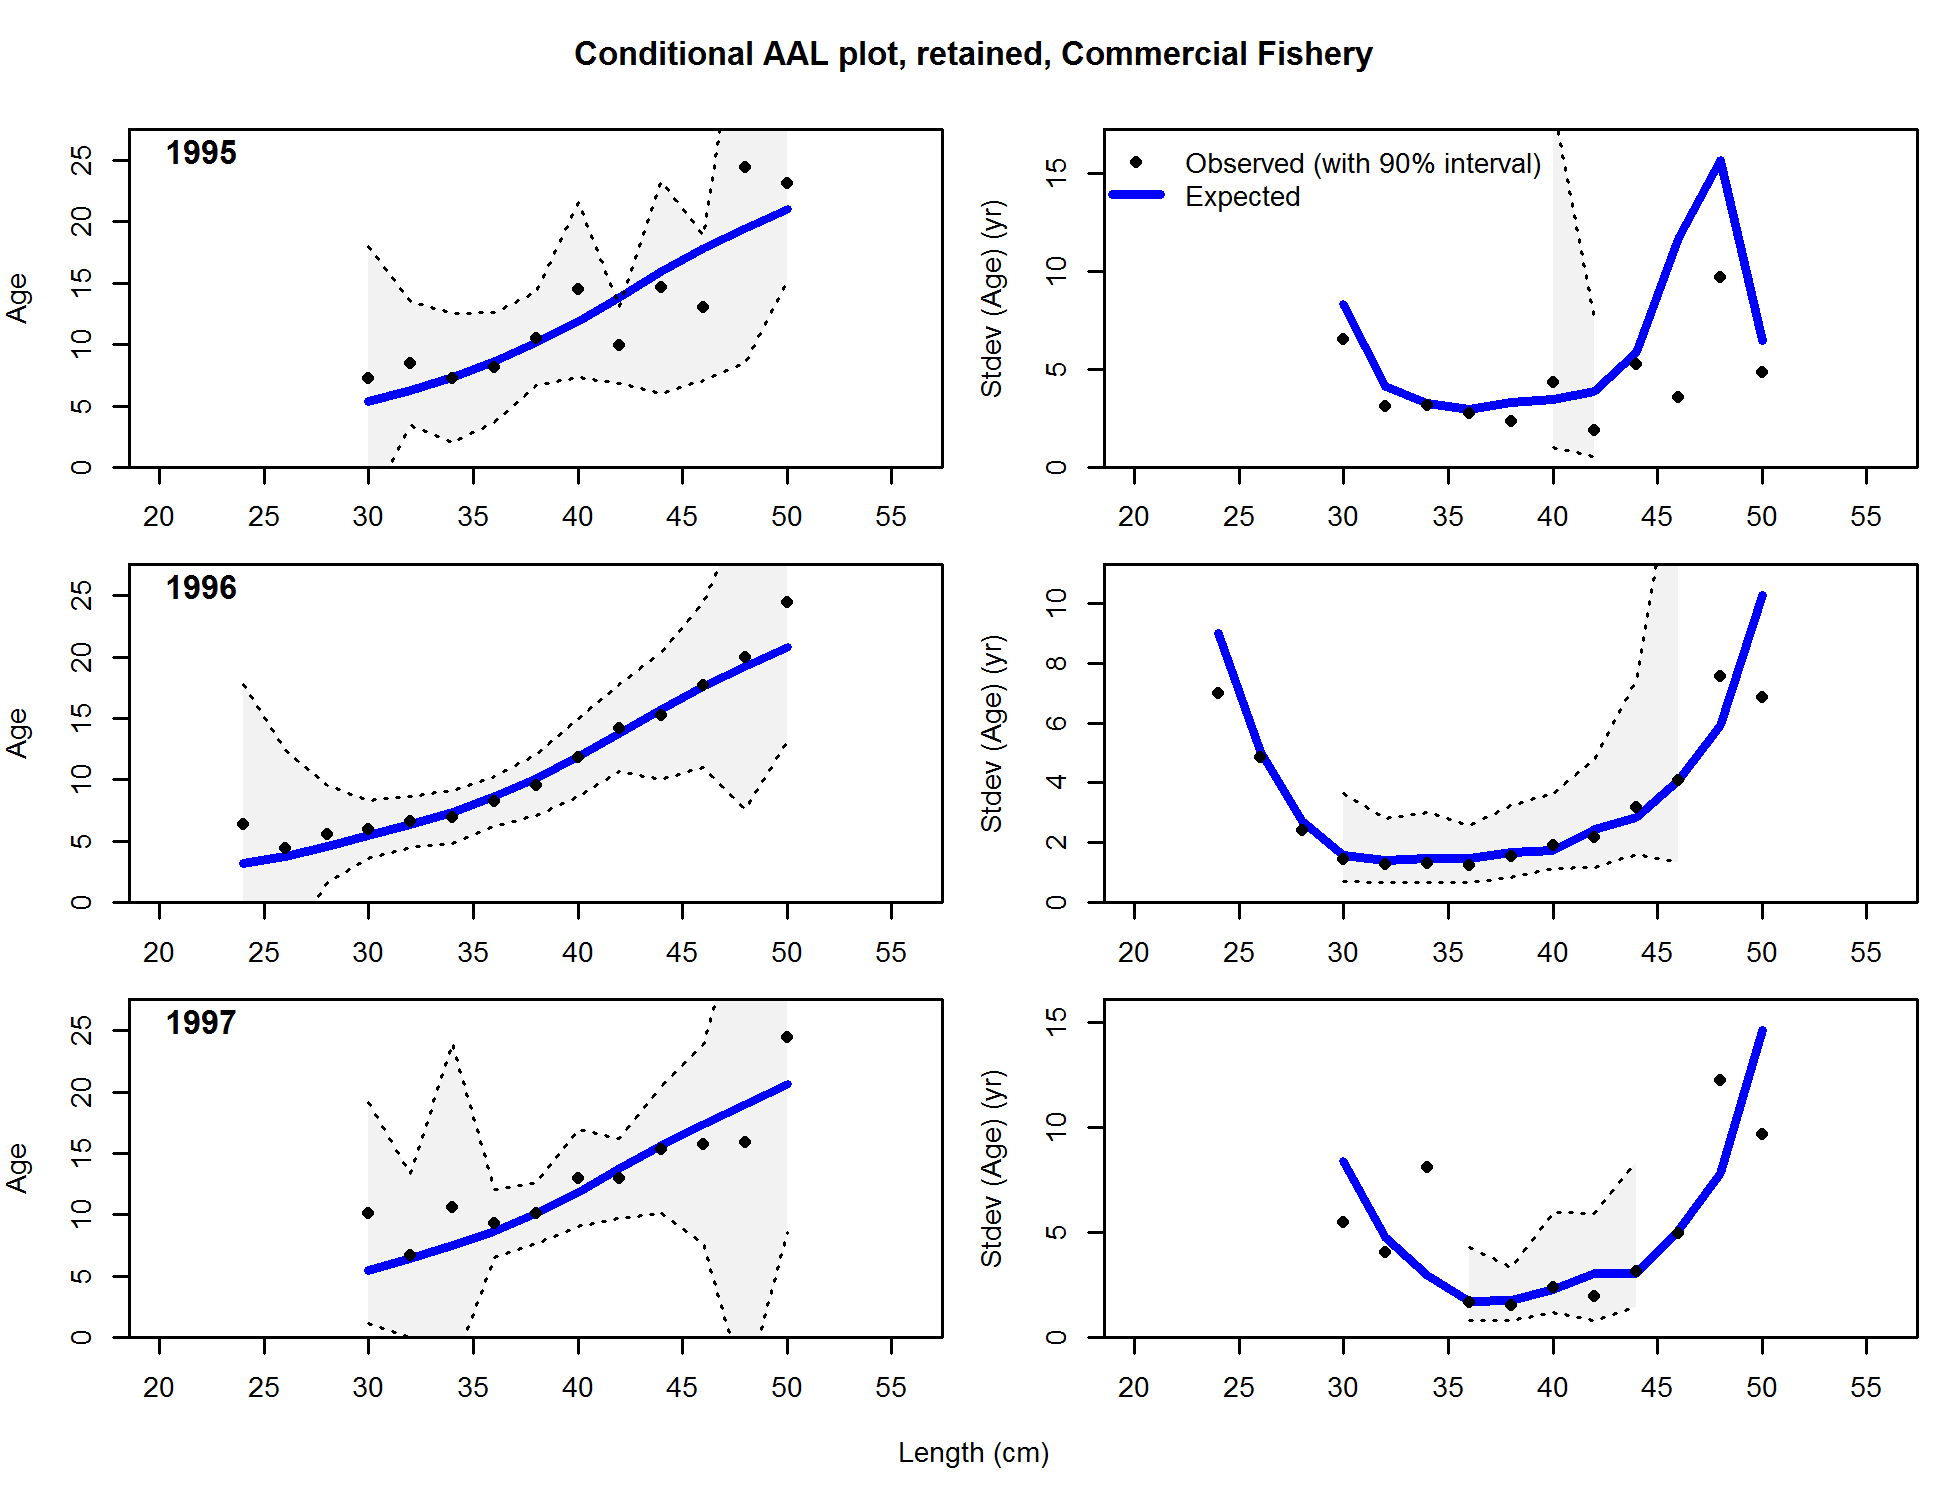 Conditional AAL plot, retained, Commercial Fishery
1995
Age
0 5 10 15 20 25
20 25 30 35 40 45 50 55
Observed (with 90% interval)
Expected
Stdev (Age) (yr)
0 5 10 15
20 25 30 35 40 45 50 55
1996
Age
0 5 10 15 20 25
20 25 30 35 40 45 50 55
Stdev (Age) (yr)
0 2 4 6 8 10
20 25 30 35 40 45 50 55
1997
Age
0 5 10 15 20 25
20 25 30 35 40 45 50 55
Stdev (Age) (yr)
0 5 10 15
20 25 30 35 40 45 50 55
Length (cm)